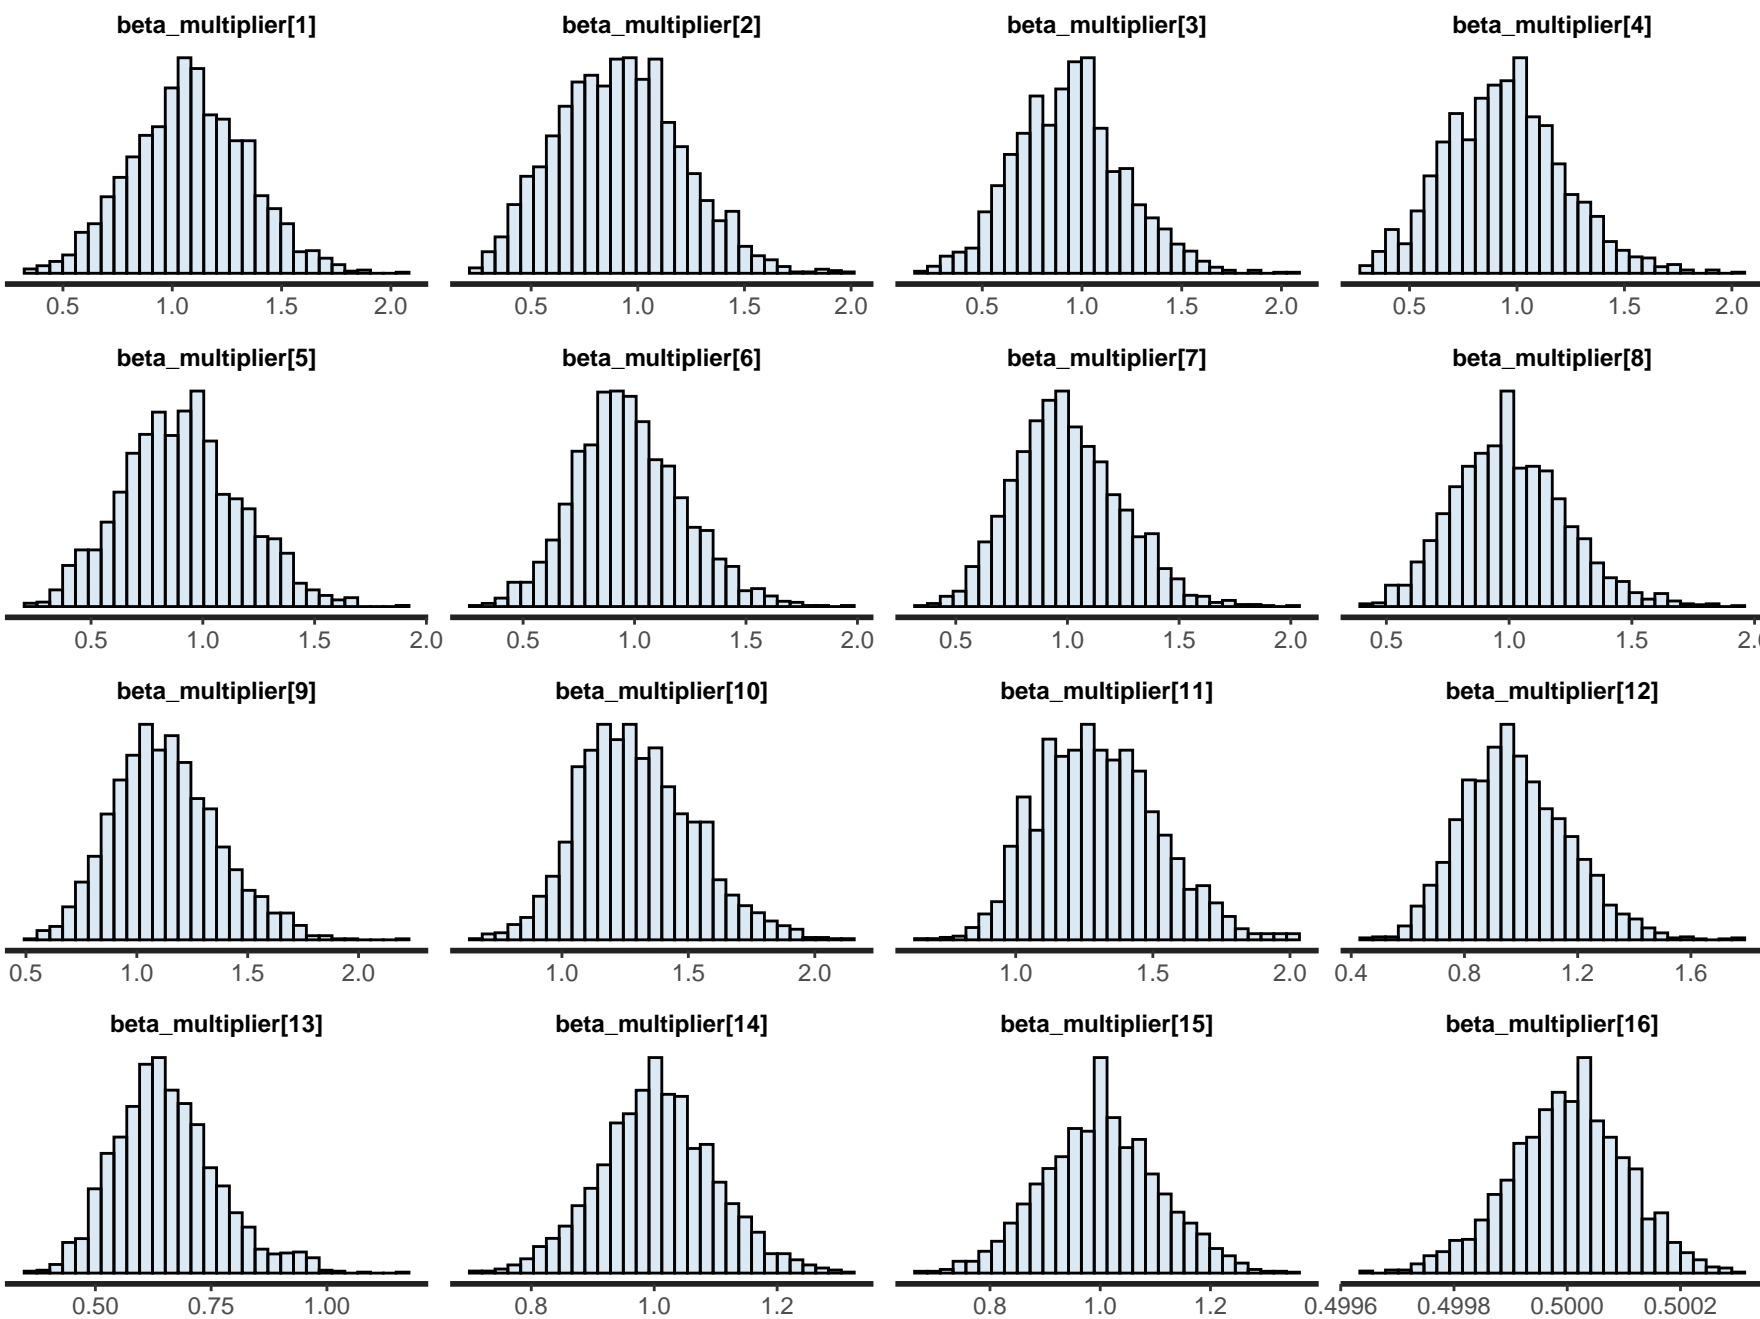 beta_multiplier[1] beta_multiplier[2] beta_multiplier[3] beta_multiplier[4]
0.5 1.0 1.5 2.0 0.5 1.0 1.5 2.0 0.5 1.0 1.5 2.0 0.5 1.0 1.5 2.0
beta_multiplier[5] beta_multiplier[6] beta_multiplier[7] beta_multiplier[8]
0.5 1.0 1.5 2.0 0.5 1.0 1.5 2.0 0.5 1.0 1.5 2.0 0.5 1.0 1.5 2.0
beta_multiplier[9] beta_multiplier[10] beta_multiplier[11] beta_multiplier[12]
0.5 1.0 1.5 2.0 1.0 1.5 2.0 1.0 1.5 2.0 0.4 0.8 1.2 1.6
beta_multiplier[13] beta_multiplier[14] beta_multiplier[15] beta_multiplier[16]
0.50 0.75 1.00 0.8 1.0 1.2 0.8 1.0 1.2 0.4996 0.4998 0.5000 0.5002